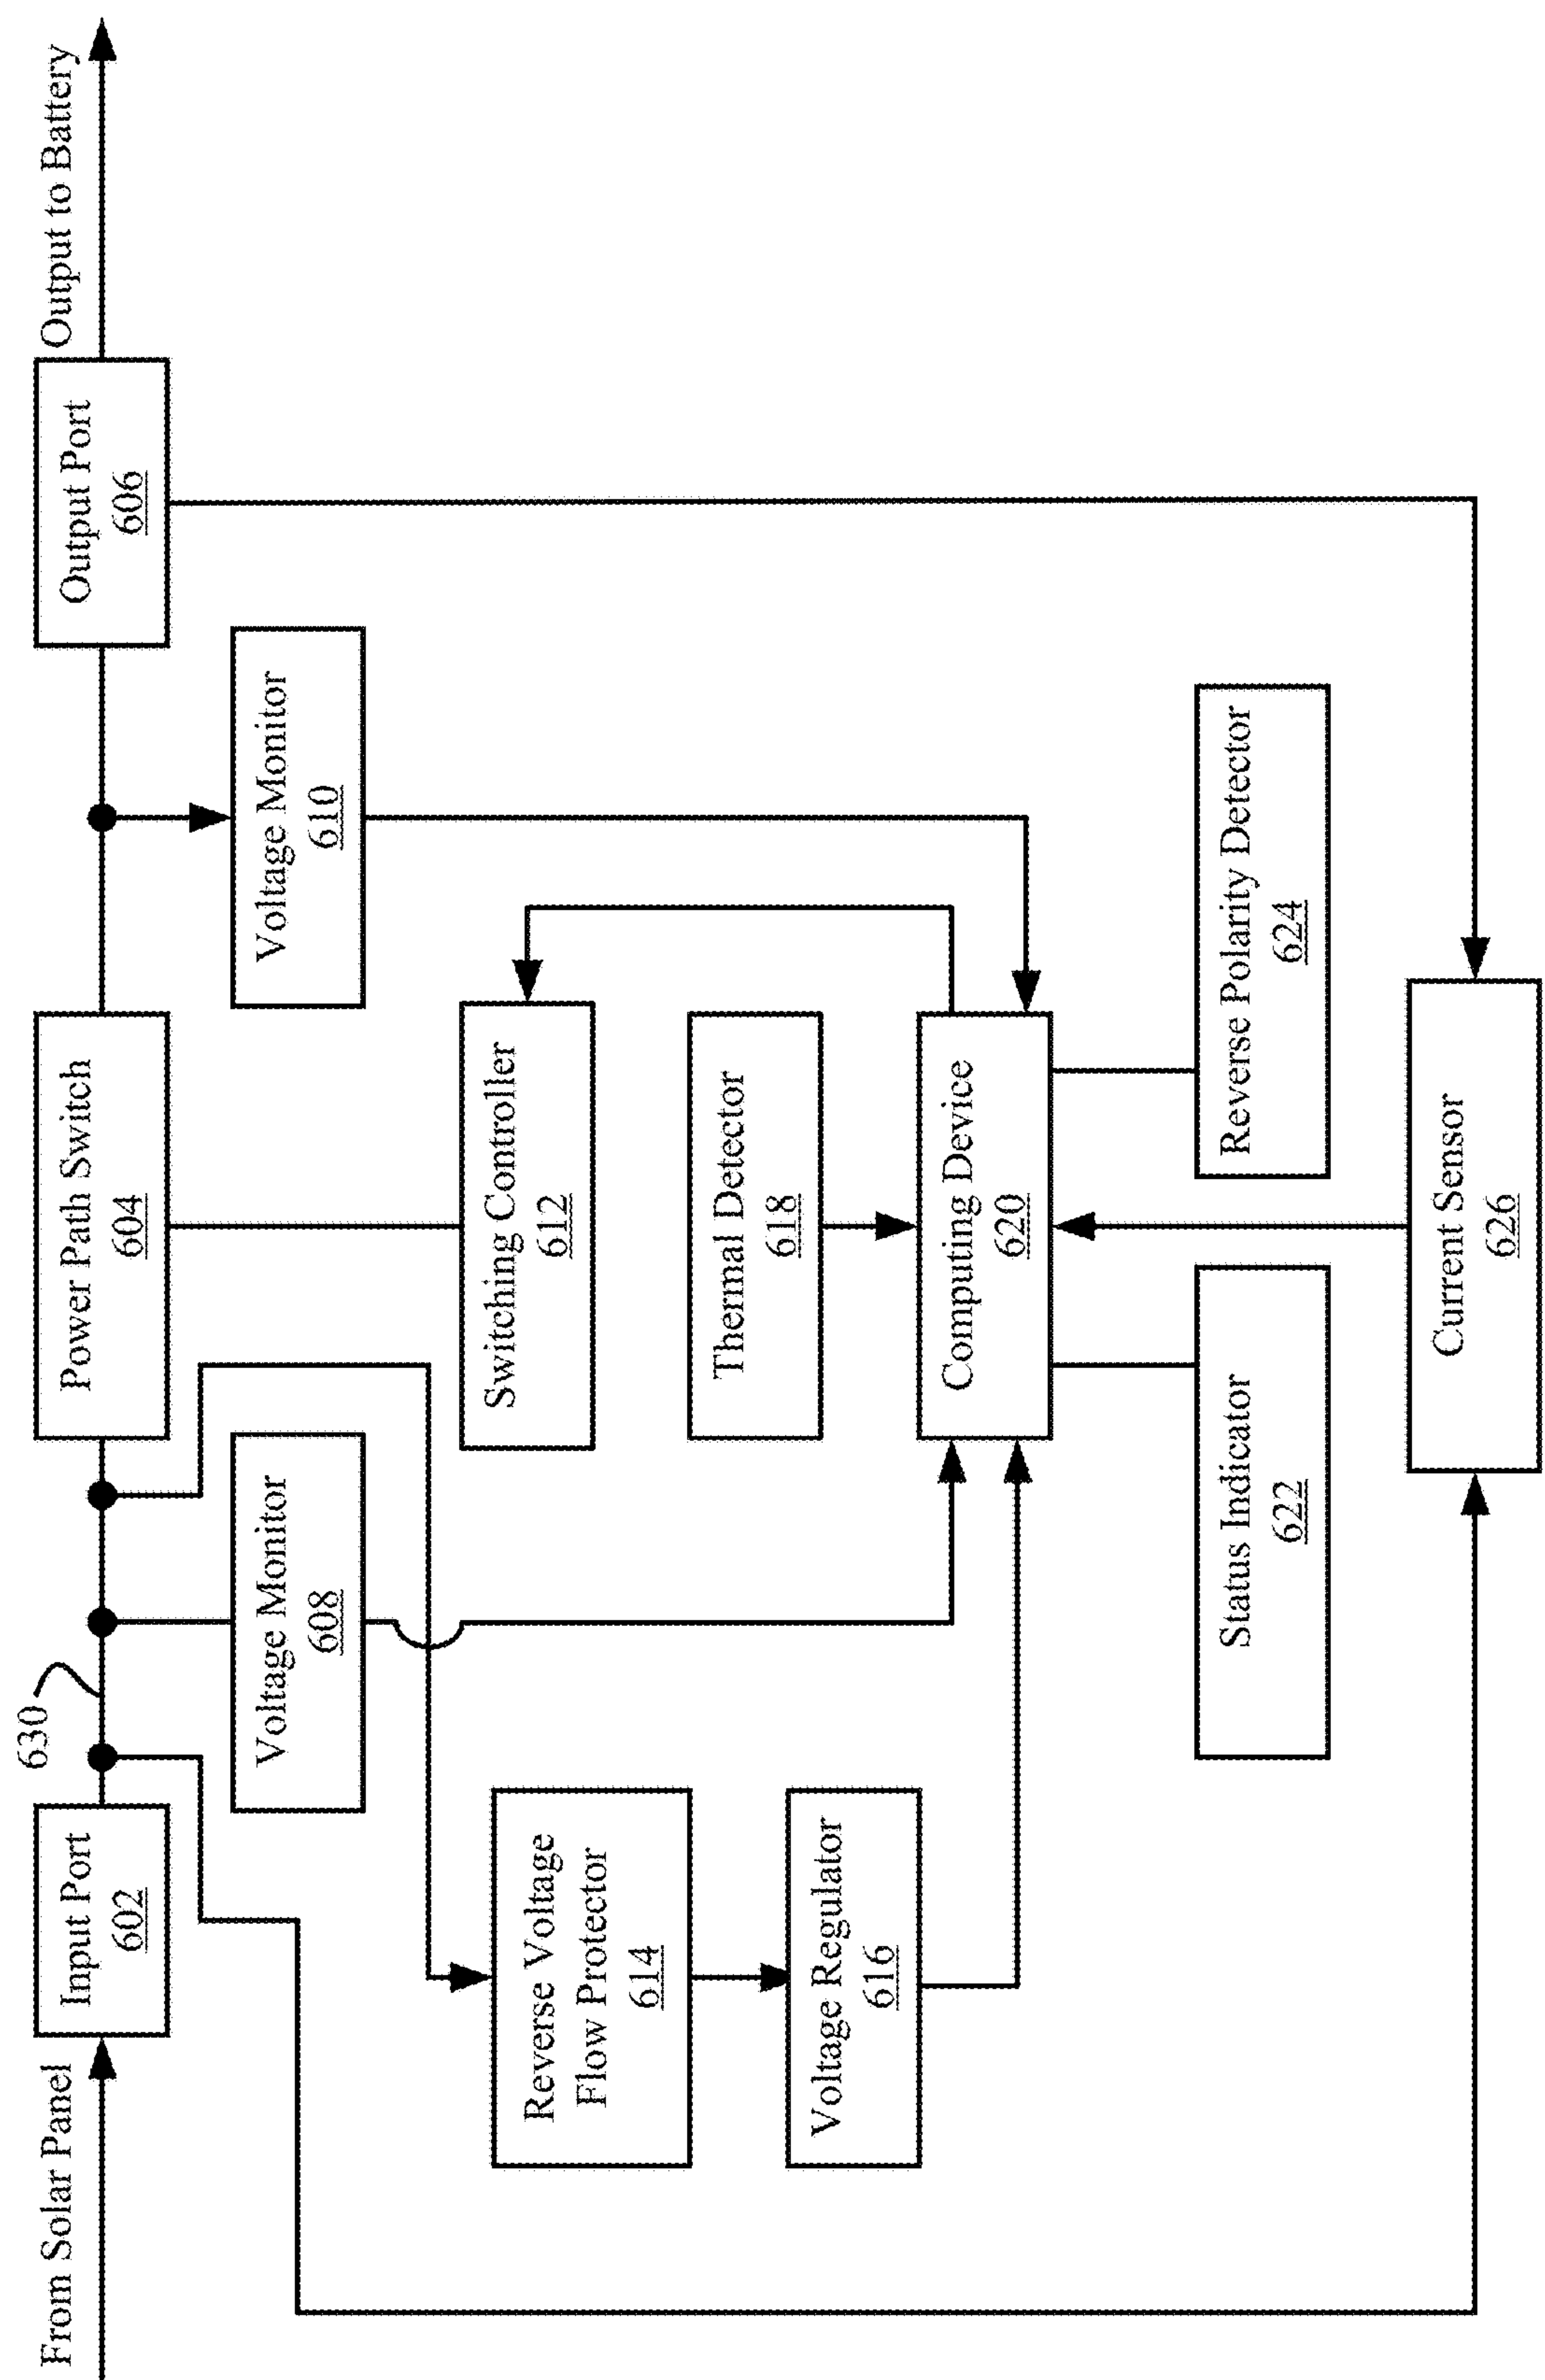 From Solar Panel
Input Port
602
630
Power Path Switch
604
Output Port
606
Output to Battery
Voltage Monitor
608
Voltage Monitor
610
Switching Controller
612
Reverse Voltage
Flow Protector
614
Thermal Detector
618
Voltage Regulator
616
Computing Device
620
Status Indicator
622
Reverse Polarity Detector
624
Current Sensor
626